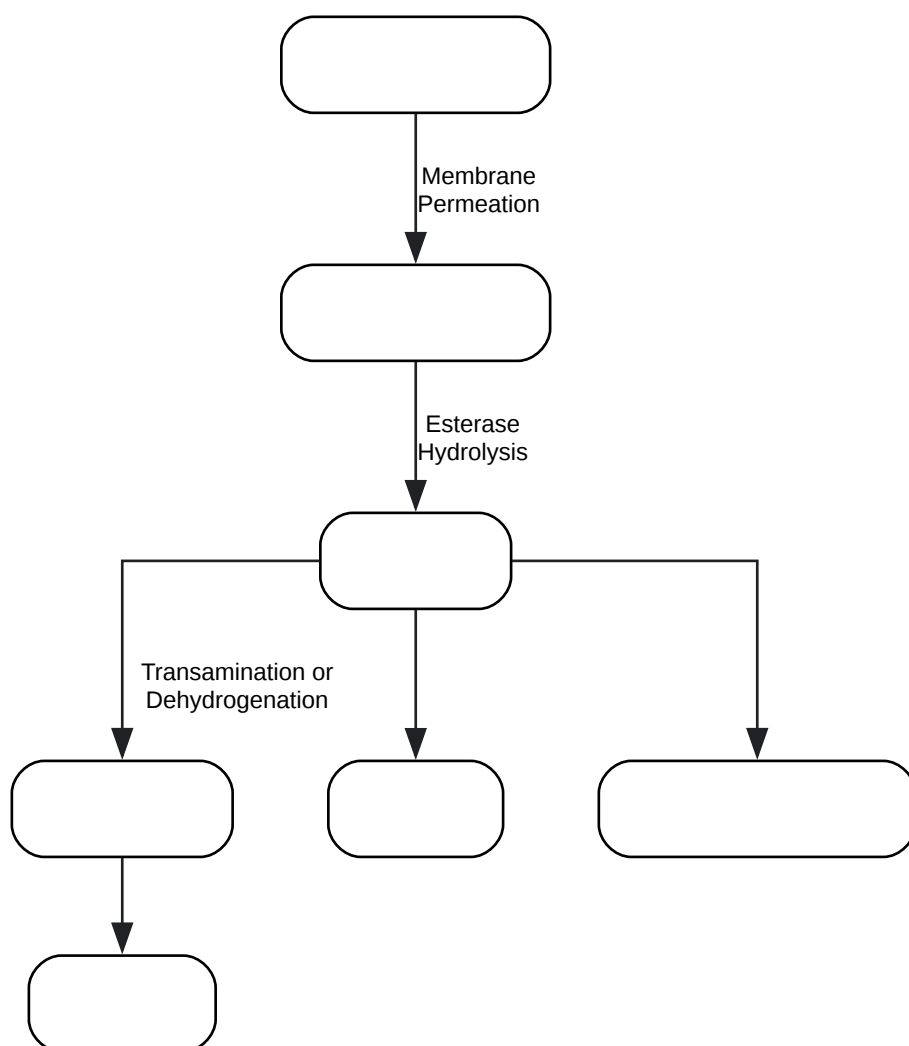 Membrane
Permeation
Esterase
Hydrolysis
Transamination or
Dehydrogenation